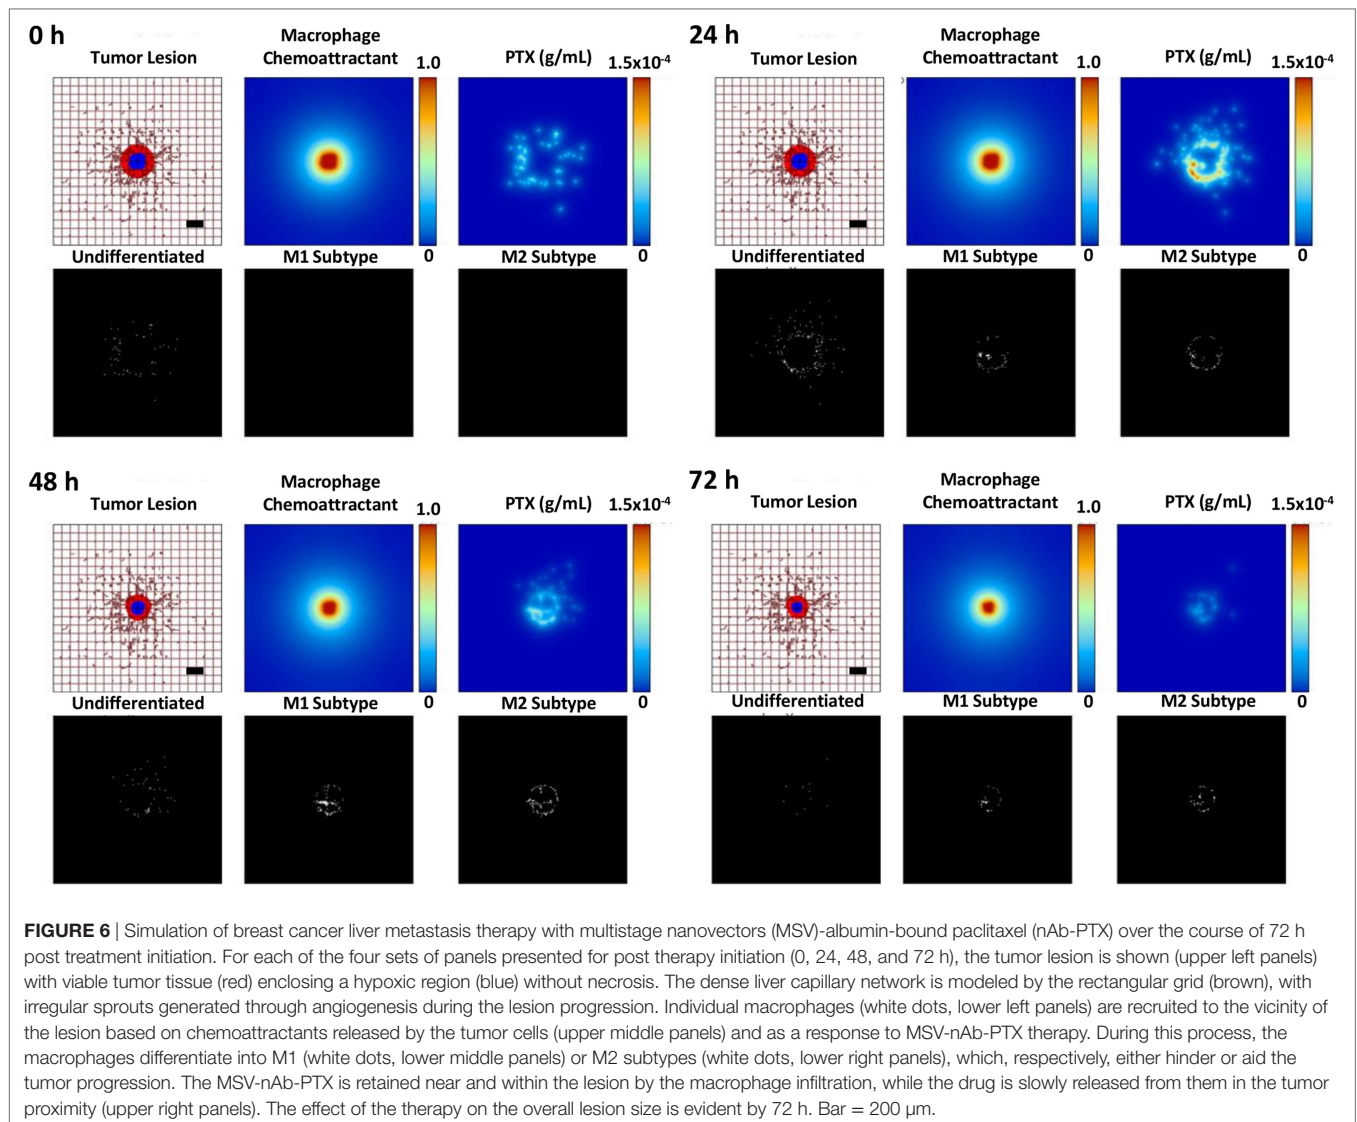 0 h
Tumor Lesion
Macrophage
Chemoattractant
1.0
PTX (g/mL)
1.5x10-4
0
0
Undifferentiated
M1 Subtype
M2 Subtype
24 h
Tumor Lesion
Macrophage
Chemoattractant
1.0
PTX (g/mL)
1.5x10-4
0
0
Undifferentiated
M1 Subtype
M2 Subtype
48 h
Tumor Lesion
Macrophage
Chemoattractant
1.0
PTX (g/mL)
1.5x10-4
0
0
Undifferentiated
M1 Subtype
M2 Subtype
72 h
Tumor Lesion
Macrophage
Chemoattractant
1.0
PTX (g/mL)
1.5x10-4
0
0
Undifferentiated
M1 Subtype
M2 Subtype
FIGURE 6 | Simulation of breast cancer liver metastasis therapy with multistage nanovectors (MSV)-albumin-bound paclitaxel (nAb-PTX) over the course of 72 h
post treatment initiation. For each of the four sets of panels presented for post therapy initiation (0, 24, 48, and 72 h), the tumor lesion is shown (upper left panels)
with viable tumor tissue (red) enclosing a hypoxic region (blue) without necrosis. The dense liver capillary network is modeled by the rectangular grid (brown), with
irregular sprouts generated through angiogenesis during the lesion progression. Individual macrophages (white dots, lower left panels) are recruited to the vicinity of
the lesion based on chemoattractants released by the tumor cells (upper middle panels) and as a response to MSV-nAb-PTX therapy. During this process, the
macrophages differentiate into M1 (white dots, lower middle panels) or M2 subtypes (white dots, lower right panels), which, respectively, either hinder or aid the
tumor progression. The MSV-nAb-PTX is retained near and within the lesion by the macrophage infiltration, while the drug is slowly released from them in the tumor
proximity (upper right panels). The effect of the therapy on the overall lesion size is evident by 72 h. Bar = 200 µm.